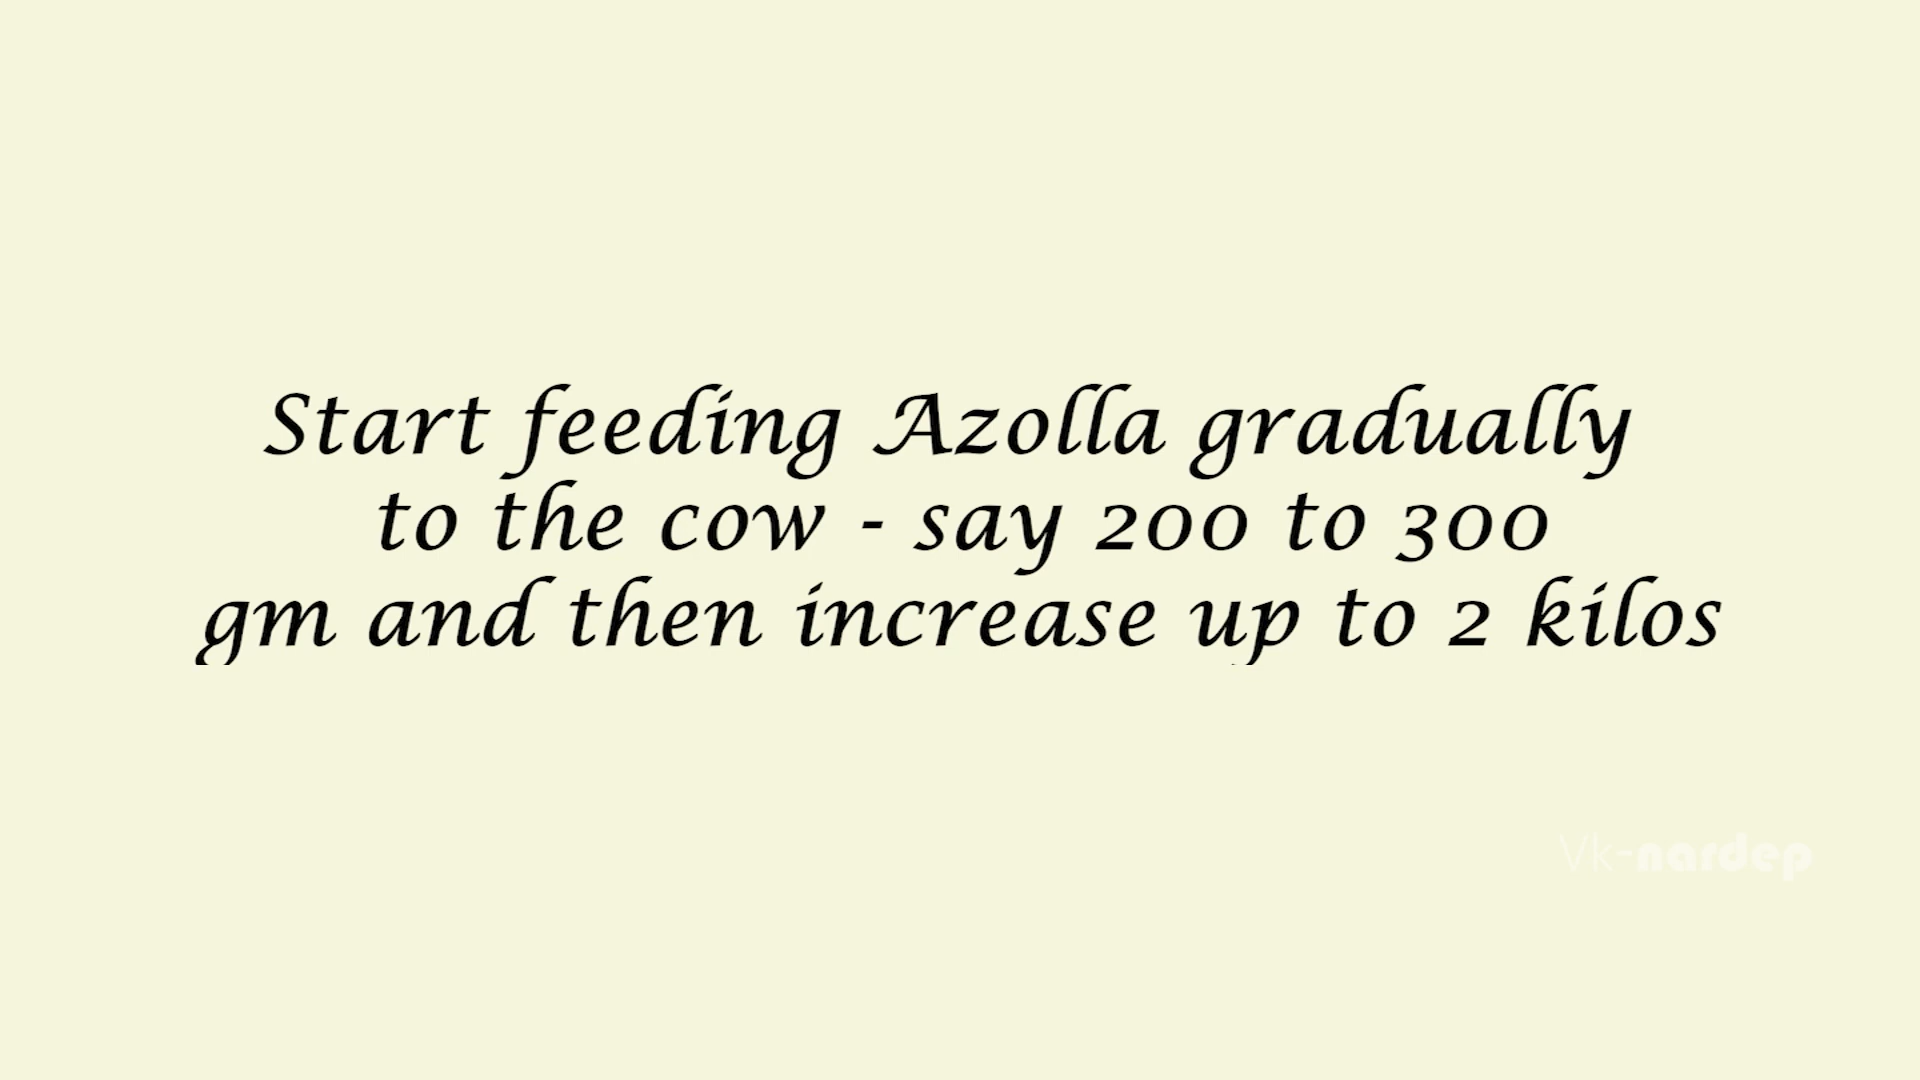 Start feeding Azolla gradually
to the cow - say 200 to 300
gm and then increase up to 2 kilos
Vk-nardep